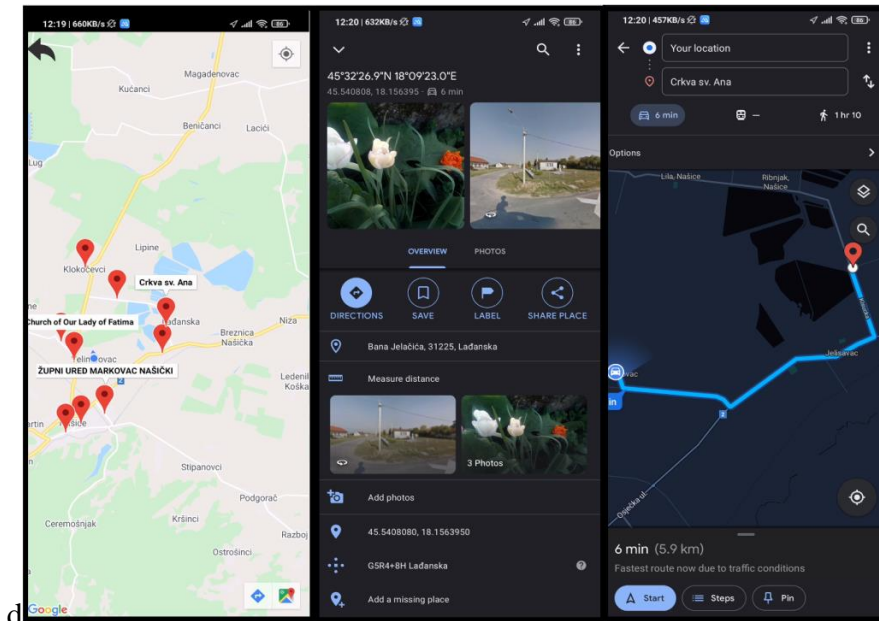 12:19 | 660KB/s
86
Magadenovac
Kućanci
Beničanci
Lacići
Lug
Lipine
Klokočevci
Crkva sv. Ana
Church of Our Lady of Fatima
Lađanska
Niza
Breznica
Našička
ŽUPNI URED MARKOVAC NAŠIČKI
2
Ledenik
Koška
Stipanovci
Podgorač
Ceremošnjak
Kršinci
Razboj
Ostrošinci
Google
d
12:20 | 632KB/s
86
45°32'26.9"N 18°09'23.0"E
45.540808, 18.156395 · 6 min
OVERVIEW
PHOTOS
DIRECTIONS
SAVE
LABEL
SHARE PLACE
Bana Jelačića, 31225, Lađanska
Measure distance
3 Photos
Add photos
45.5408080, 18.1563950
G5R4+8H Lađanska
Add a missing place
12:20 | 457KB/s
86
Your location
Crkva sv. Ana
6 min
–
1 hr 10
Options
Lila, Našice
Ribnjak,
Našice
Jelisavac
2
Osječka ul.
6 min (5.9 km)
Fastest route now due to traffic conditions
Start
Steps
Pin